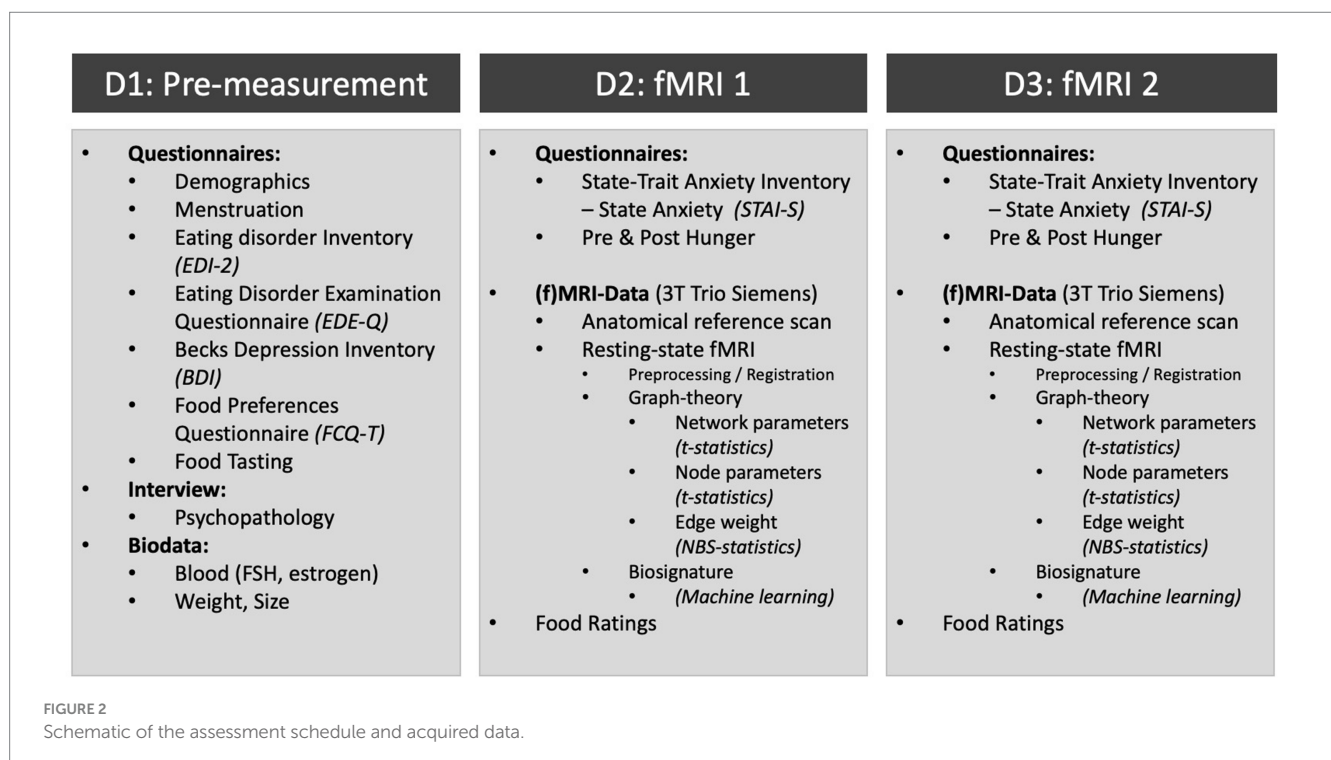 D1: Pre-measurement
• Questionnaires:
• Demographics
• Menstruation
• Eating disorder Inventory
(EDI-2)
• Eating Disorder Examination
Questionnaire (EDE-Q)
• Becks Depression Inventory
(BDI)
• Food Preferences
Questionnaire (FCQ-T)
• Food Tasting
• Interview:
• Psychopathology
• Biodata:
• Blood (FSH, estrogen)
• Weight, Size
D2: fMRI 1
• Questionnaires:
• State-Trait Anxiety Inventory
– State Anxiety (STAI-S)
• Pre & Post Hunger
• (f)MRI-Data (3T Trio Siemens)
• Anatomical reference scan
• Resting-state fMRI
• Preprocessing / Registration
• Graph-theory
• Network parameters
(t-statistics)
• Node parameters
(t-statistics)
• Edge weight
(NBS-statistics)
• Biosignature
• (Machine learning)
• Food Ratings
D3: fMRI 2
• Questionnaires:
• State-Trait Anxiety Inventory
– State Anxiety (STAI-S)
• Pre & Post Hunger
• (f)MRI-Data (3T Trio Siemens)
• Anatomical reference scan
• Resting-state fMRI
• Preprocessing / Registration
• Graph-theory
• Network parameters
(t-statistics)
• Node parameters
(t-statistics)
• Edge weight
(NBS-statistics)
• Biosignature
• (Machine learning)
• Food Ratings
FIGURE 2
Schematic of the assessment schedule and acquired data.